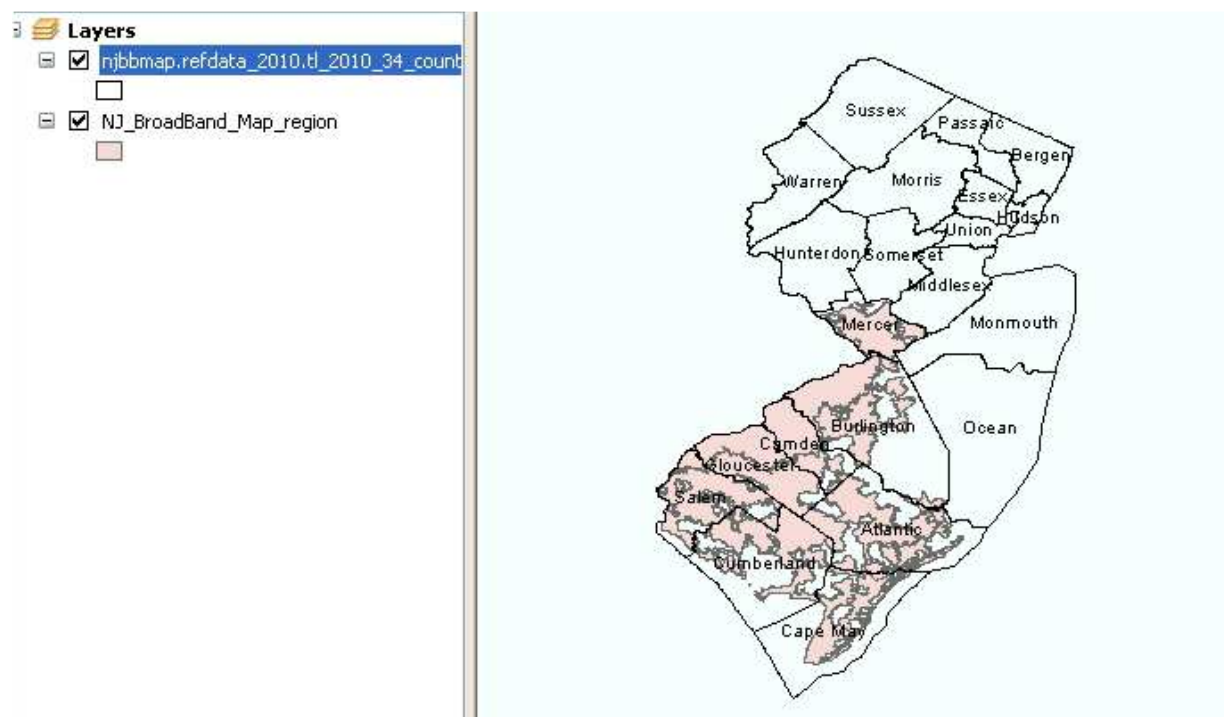 Layers
njbbmap.refdata_2010.tl_2010_34_count
NJ_BroadBand_Map_region
Sussex
Passaic
Bergen
Warren
Morris
Essex
Hudson
Union
Hunterdon
Somerset
Middlesex
Mercer
Monmouth
Burlington
Ocean
Camden
Gloucester
Salem
Atlantic
Cumberland
Cape May